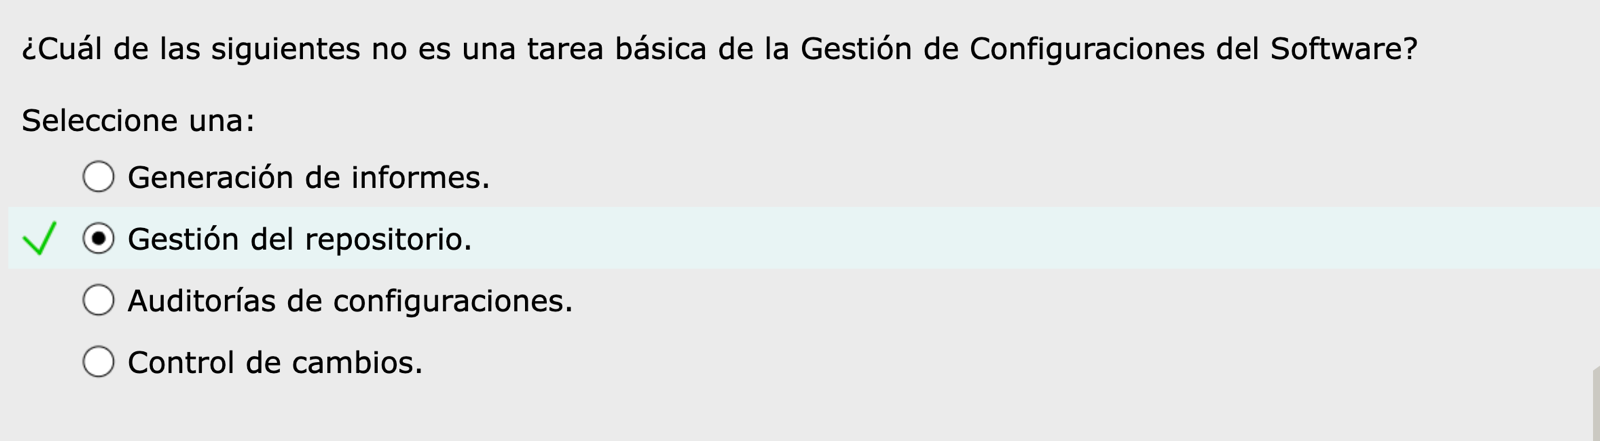 ¿Cuál de las siguientes no es una tarea básica de la Gestión de Configuraciones del Software?
Seleccione una:
Generación de informes.
Gestión del repositorio.
Auditorías de configuraciones.
Control de cambios.